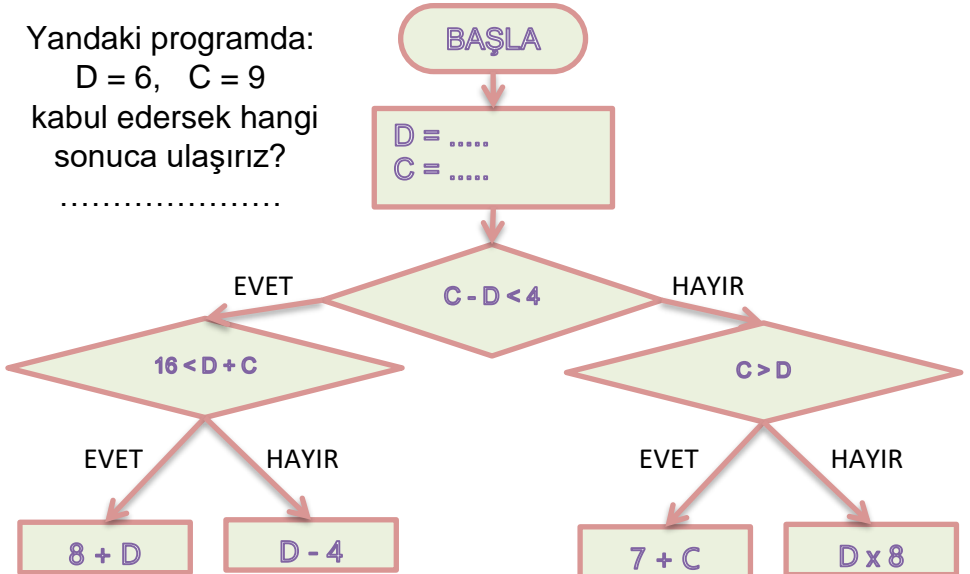 Yandaki programda:
D = 6, C = 9
kabul edersek hangi
sonuca ulaşırız?
…………………
BAŞLA
D = .....
C = .....
C - D < 4
EVET
HAYIR
16 < D + C
C > D
EVET
HAYIR
EVET
HAYIR
8 + D
D - 4
7 + C
D x 8